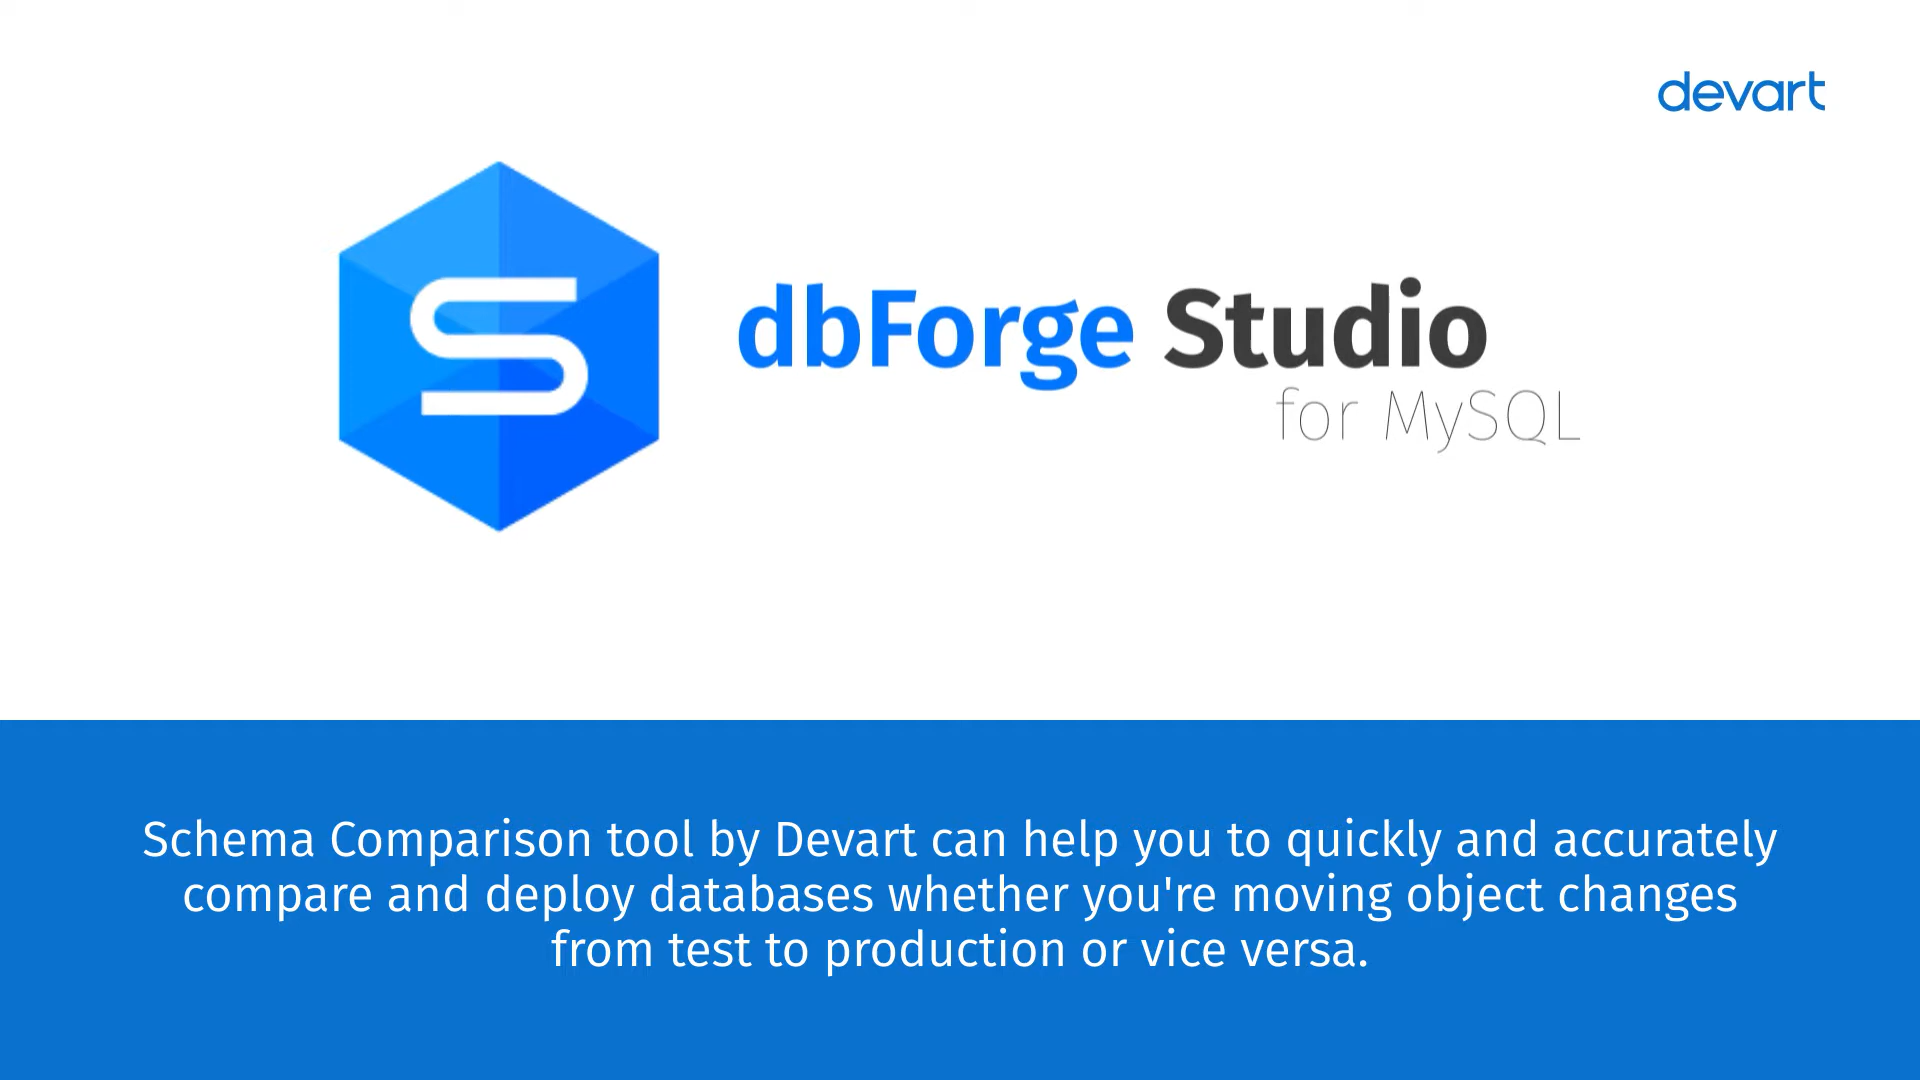 devart
S
dbForge Studio
for MySQL
Schema Comparison tool by Devart can help you to quickly and accurately
compare and deploy databases whether you're moving object changes
from test to production or vice versa.